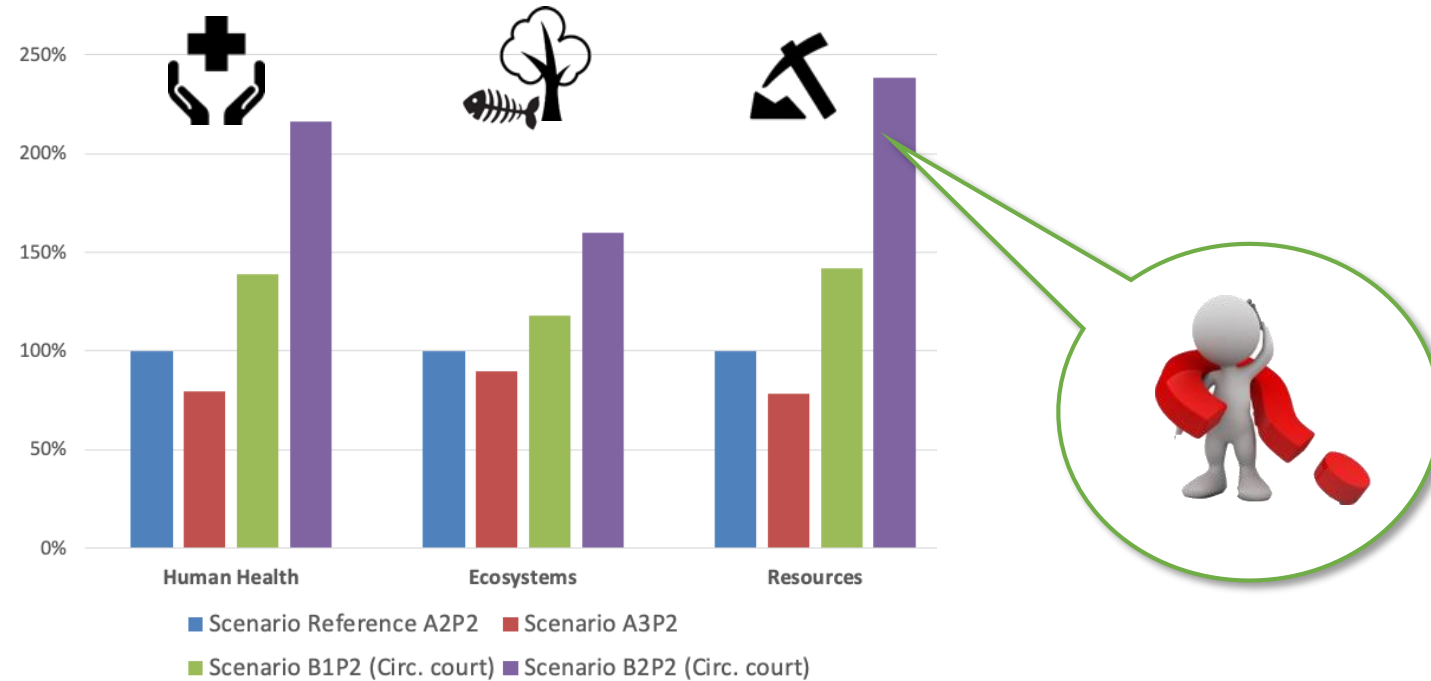 250%
200%
150%
100%
50%
0%
Human Health
Ecosystems
Resources
Scenario Reference A2P2
Scenario A3P2
Scenario B1P2 (Circ. court)
Scenario B2P2 (Circ. court)